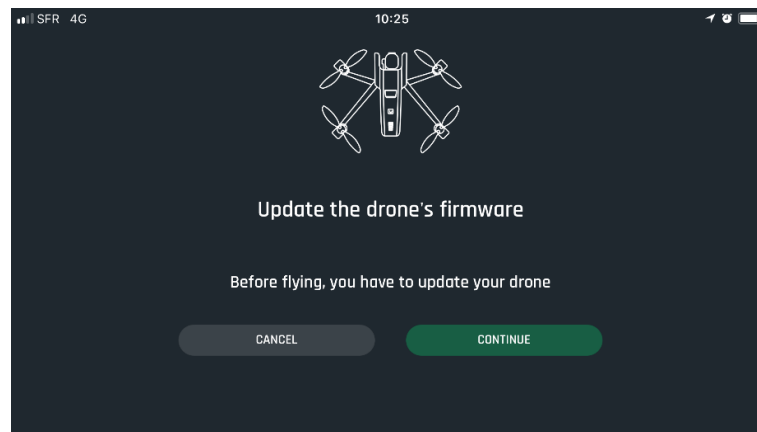 SFR 4G 10:25
Update the drone's firmware
Before flying, you have to update your drone
CANCEL CONTINUE